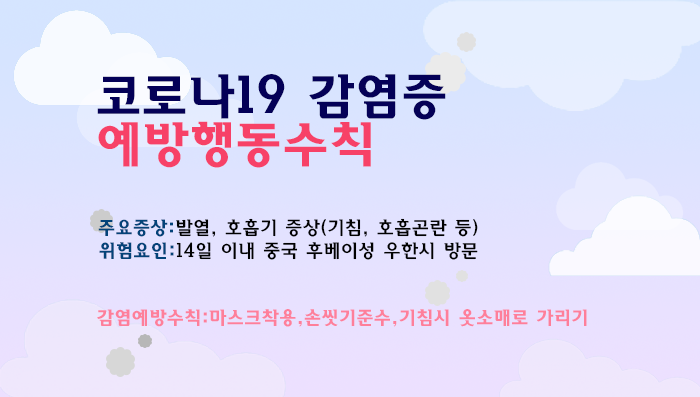 코로나19 감염증
예방행동수칙
주요증상:발열, 호흡기 증상(기침, 호흡곤란 등)
위험요인:14일 이내 중국 후베이성 우한시 방문
감염예방수칙:마스크착용,손씻기준수,기침시 옷소매로 가리기